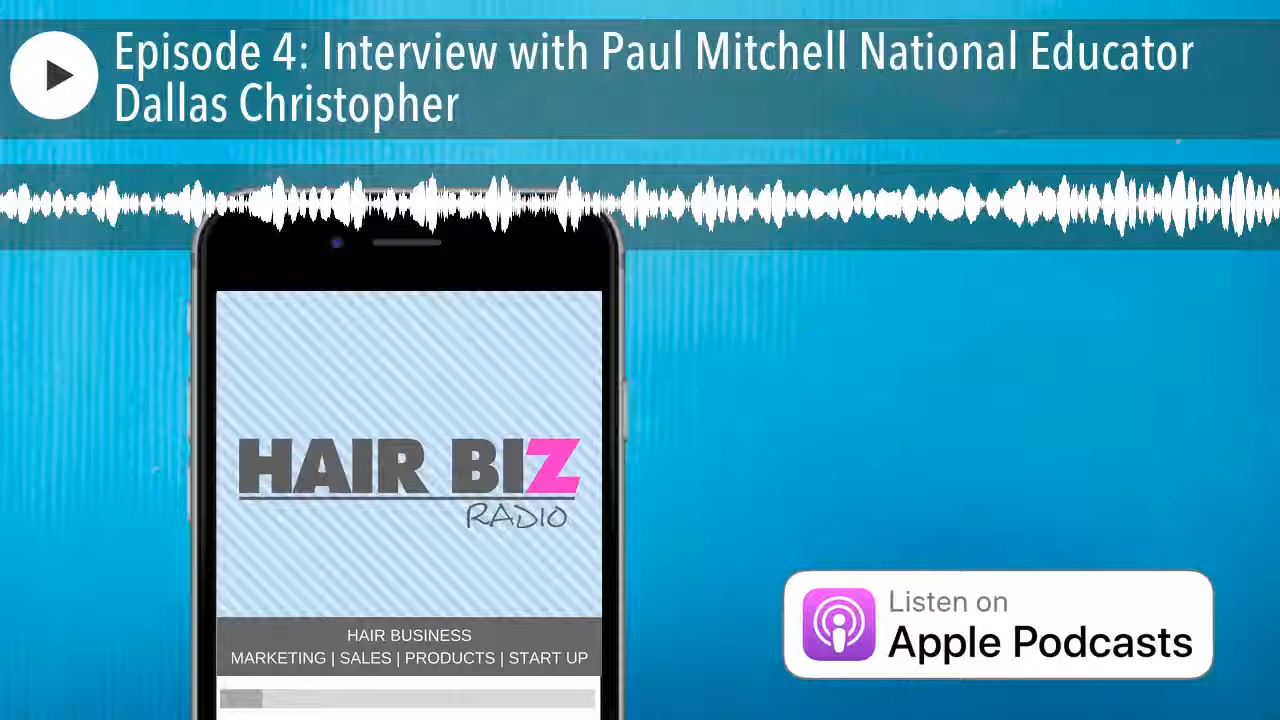 Episode 4: Interview with Paul Mitchell National Educator
Dallas Christopher
HAIR BIZ
RADIO
HAIR BUSINESS
MARKETING | SALES | PRODUCTS | START UP
Listen on
Apple Podcasts